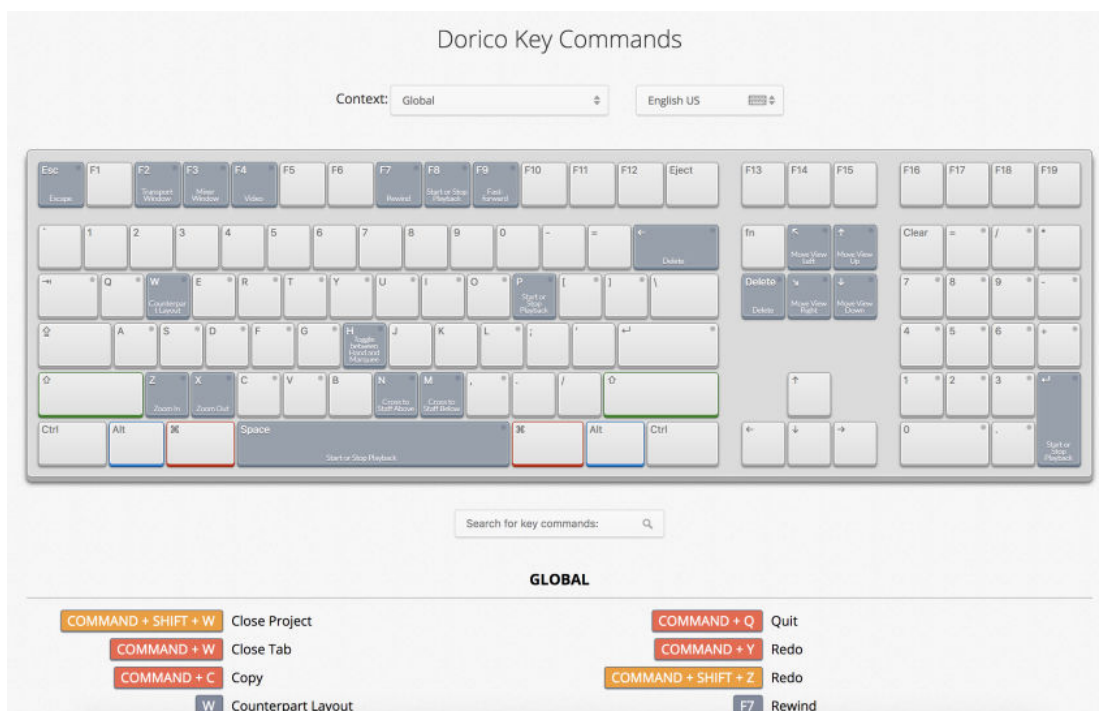 Dorico Key Commands
Context: Global English US
Esc F1 F2 F3 F4 F5 F6 F7 F8 F9 F10 F11 F12 Eject F13 F14 F15 F16 F17 F18 F19
Escape Transport Window Mixer Window Video Rewind Start or Stop Playback Fast-forward
` 1 2 3 4 5 6 7 8 9 0 - = ← fn ↖ ↑ Clear = / *
Delete Move View Left Move View Up
⇥ Q W E R T Y U I O P [ ] \ Delete ↘ ↓ 7 8 9 -
Counterpart Layout Start or Stop Playback Delete Move View Right Move View Down
⇪ A S D F G H J K L ; ' ↵ 4 5 6 +
Toggle between Hand and Marquee
⇧ Z X C V B N M , . / ⇧ ↑ 1 2 3 ↵
Zoom In Zoom Out Cross to Staff Above Cross to Staff Below
Ctrl Alt ⌘ Space ⌘ Alt Ctrl ← ↓ → 0 .
Start or Stop Playback Start or Stop Playback
Search for key commands:
GLOBAL
COMMAND + SHIFT + W Close Project COMMAND + Q Quit
COMMAND + W Close Tab COMMAND + Y Redo
COMMAND + C Copy COMMAND + SHIFT + Z Redo
W Counterpart Layout F7 Rewind